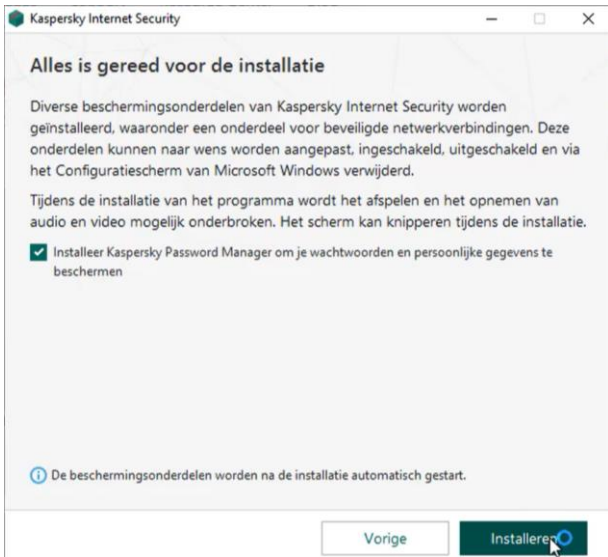 Kaspersky Internet Security
Alles is gereed voor de installatie
Diverse beschermingsonderdelen van Kaspersky Internet Security worden
geïnstalleerd, waaronder een onderdeel voor beveiligde netwerkverbindingen. Deze
onderdelen kunnen naar wens worden aangepast, ingeschakeld, uitgeschakeld en via
het Configuratiescherm van Microsoft Windows verwijderd.
Tijdens de installatie van het programma wordt het afspelen en het opnemen van
audio en video mogelijk onderbroken. Het scherm kan knipperen tijdens de installatie.
Installeer Kaspersky Password Manager om je wachtwoorden en persoonlijke gegevens te
beschermen
De beschermingsonderdelen worden na de installatie automatisch gestart.
Vorige
Installeren